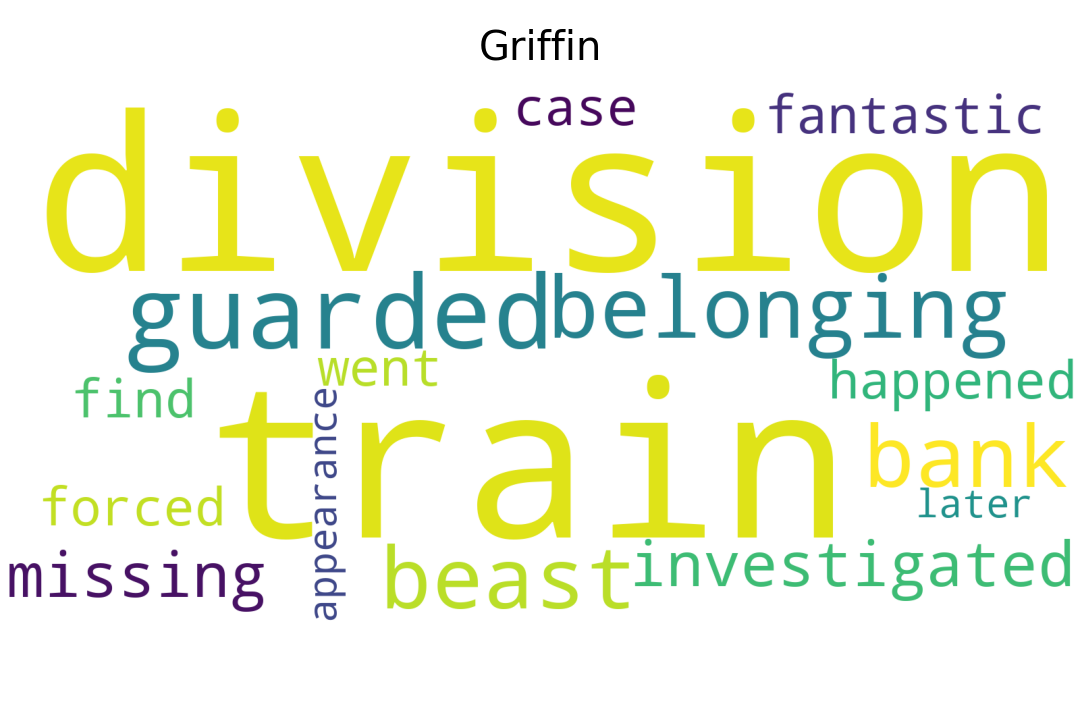 Griffin
case
fantastic
division
guarded
belonging
went
happened
find
train
appearance
bank
later
forced
missing
beast
investigated